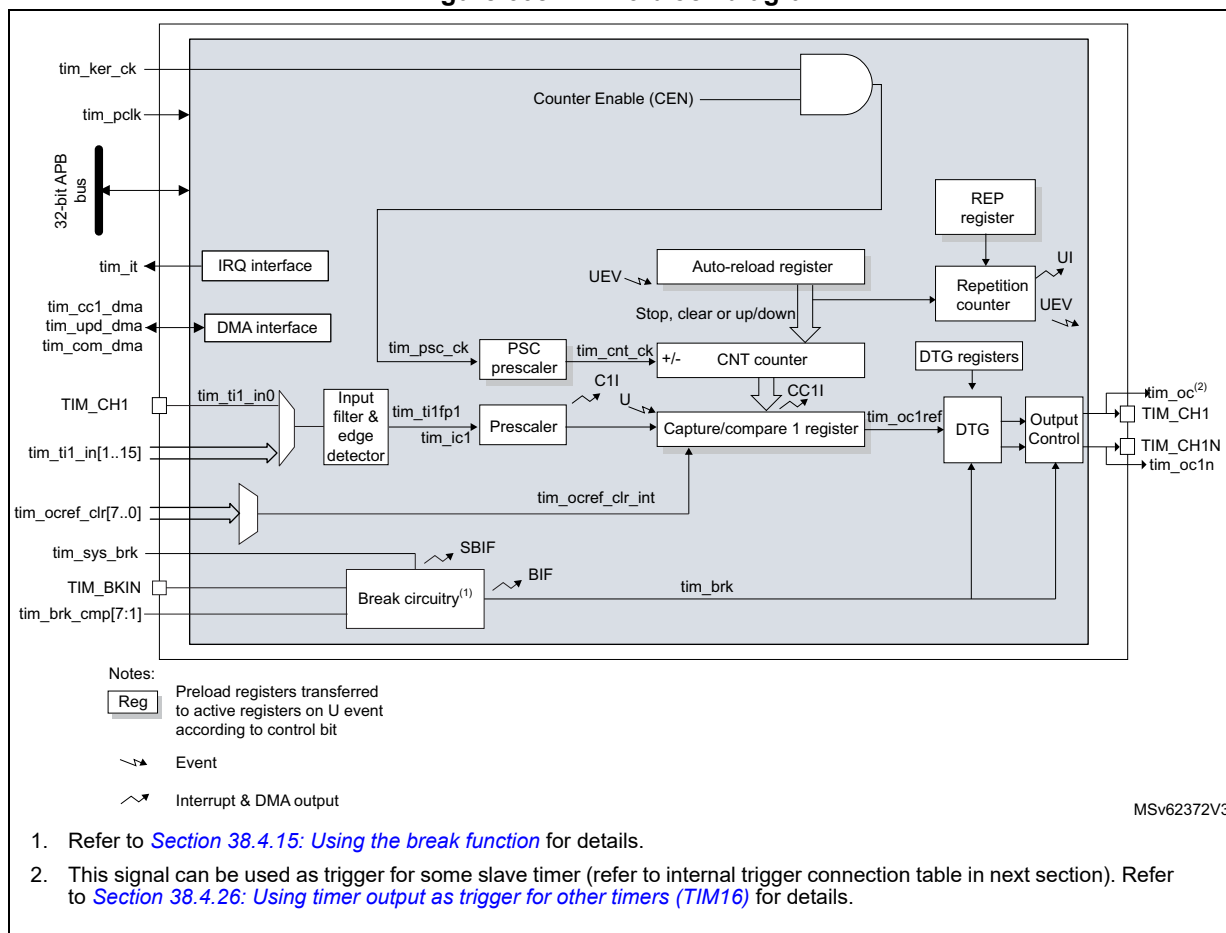 tim_ker_ck
Counter Enable (CEN)
tim_pclk
32-bit APB
bus
REP
register
tim_it
IRQ interface
UEV
Auto-reload register
UI
Repetition
counter
UEV
Stop, clear or up/down
tim_cc1_dma
tim_upd_dma
tim_com_dma
DMA interface
tim_psc_ck
PSC
prescaler
tim_cnt_ck
+/-
CNT counter
DTG registers
TIM_CH1
tim_ti1_in0
Input
filter &
edge
detector
tim_ti1fp1
tim_ic1
Prescaler
C1I
U
CC1I
Capture/compare 1 register
tim_oc1ref
DTG
Output
Control
tim_oc(2)
TIM_CH1
TIM_CH1N
tim_oc1n
tim_ti1_in[1..15]
tim_ocref_clr[7..0]
tim_ocref_clr_int
tim_sys_brk
SBIF
TIM_BKIN
BIF
Break circuitry(1)
tim_brk
tim_brk_cmp[7:1]
Notes:
Reg
Preload registers transferred
to active registers on U event
according to control bit
Event
Interrupt & DMA output
MSv62372V3
1. Refer to Section 38.4.15: Using the break function for details.
2. This signal can be used as trigger for some slave timer (refer to internal trigger connection table in next section). Refer
to Section 38.4.26: Using timer output as trigger for other timers (TIM16) for details.